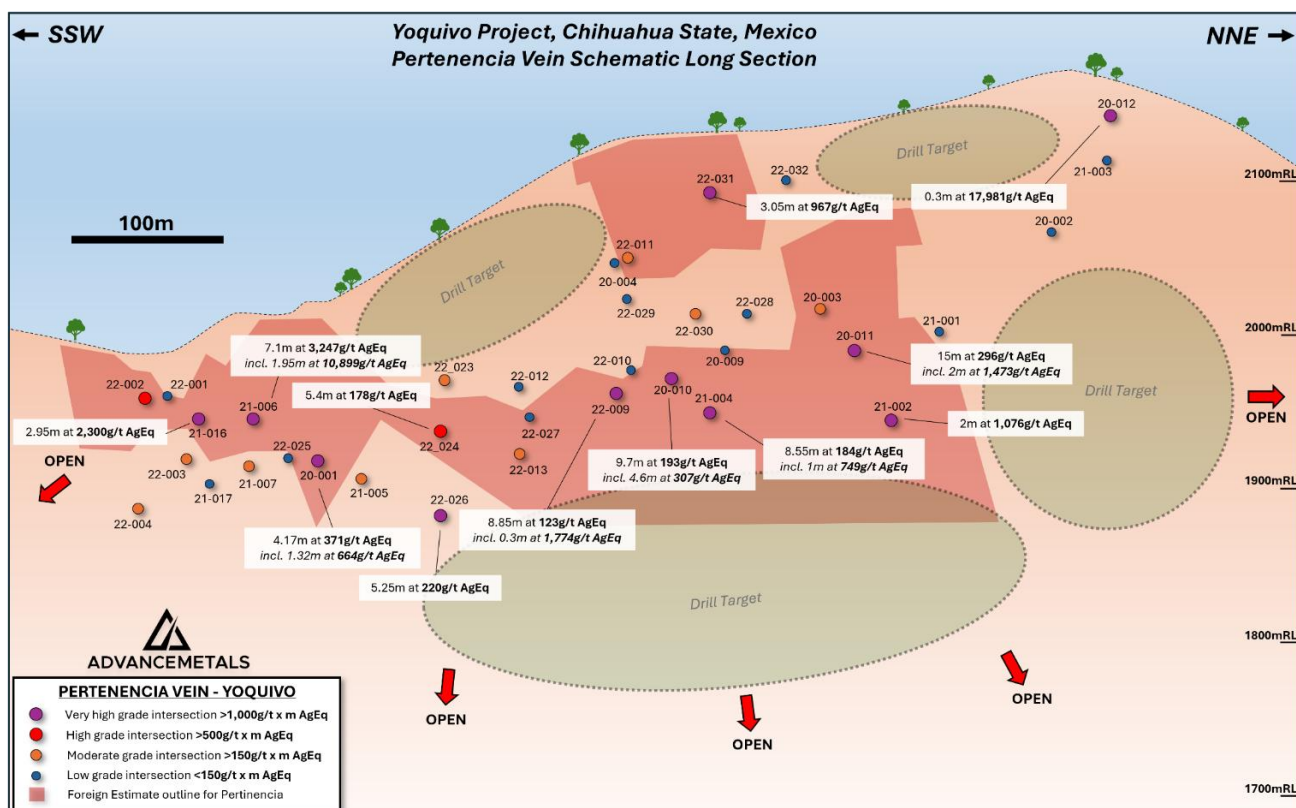 ← SSW
Yoquivo Project, Chihuahua State, Mexico
Pertenencia Vein Schematic Long Section
NNE →
20-012
Drill Target
21-003
2100mRL
22-032
22-031
3.05m at 967g/t AgEq
0.3m at 17,981g/t AgEq
20-002
100m
22-011
20-004
Drill Target
22-029
22-030
22-028
20-003
21-001
2000mRL
20-011
20-009
15m at 296g/t AgEq
incl. 2m at 1,473g/t AgEq
7.1m at 3,247g/t AgEq
incl. 1.95m at 10,899g/t AgEq
22_023
22-012
22-010
22-002
22-001
21-006
5.4m at 178g/t AgEq
22-009
20-010
21-004
21-002
2m at 1,076g/t AgEq
Drill Target
OPEN
2.95m at 2,300g/t AgEq
21-016
22_024
22-027
22-013
OPEN
22-003
21-007
22-025
20-001
21-005
21-017
22-004
22-026
9.7m at 193g/t AgEq
incl. 4.6m at 307g/t AgEq
8.55m at 184g/t AgEq
incl. 1m at 749g/t AgEq
1900mRL
4.17m at 371g/t AgEq
incl. 1.32m at 664g/t AgEq
8.85m at 123g/t AgEq
incl. 0.3m at 1,774g/t AgEq
5.25m at 220g/t AgEq
Drill Target
1800mRL
ADVANCEMETALS
OPEN
OPEN
OPEN
PERTENENCIA VEIN - YOQUIVO
Very high grade intersection >1,000g/t x m AgEq
High grade intersection >500g/t x m AgEq
Moderate grade intersection >150g/t x m AgEq
Low grade intersection <150g/t x m AgEq
Foreign Estimate outline for Pertinencia
1700mRL